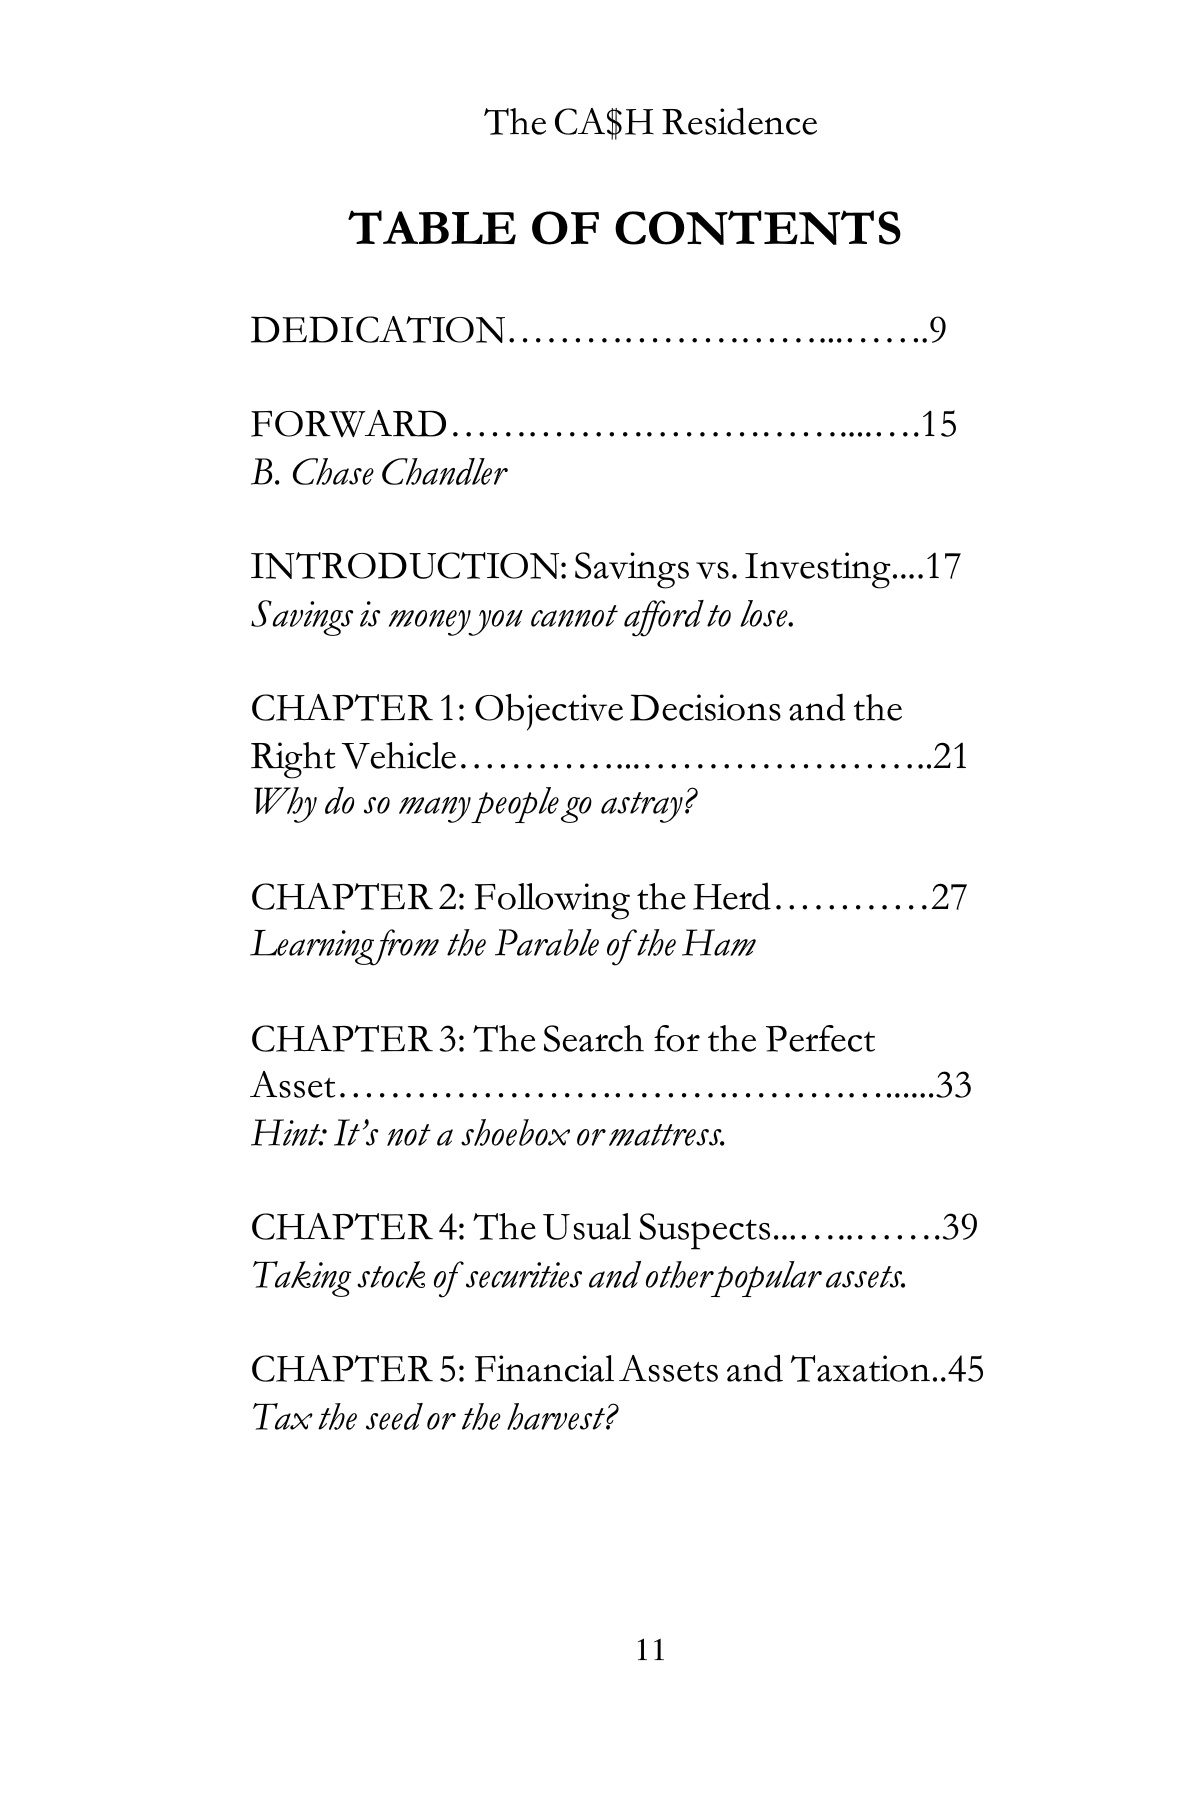 The CA$H Residence
TABLE OF CONTENTS
DEDICATION……………………...…….9
FORWARD…………………………....….15
B. Chase Chandler
INTRODUCTION: Savings vs. Investing....17
Savings is money you cannot afford to lose.
CHAPTER 1: Objective Decisions and the
Right Vehicle…………...…………………..21
Why do so many people go astray?
CHAPTER 2: Following the Herd…………27
Learning from the Parable of the Ham
CHAPTER 3: The Search for the Perfect
Asset…………………………………......33
Hint: It’s not a shoebox or mattress.
CHAPTER 4: The Usual Suspects...…..…….39
Taking stock of securities and other popular assets.
CHAPTER 5: Financial Assets and Taxation..45
Tax the seed or the harvest?
11